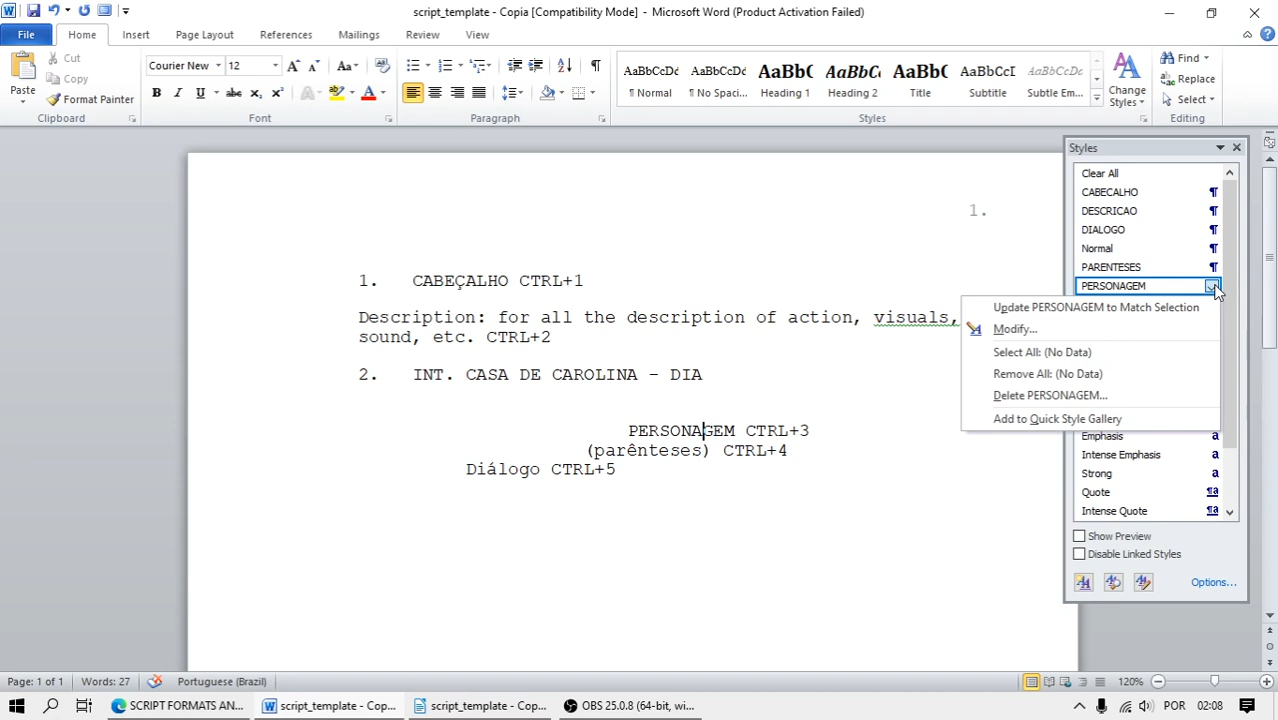 script_template - Copia [Compatibility Mode] - Microsoft Word (Product Activation Failed)
File Home Insert Page Layout References Mailings Review View
Paste
Cut
Copy
Format Painter
Clipboard
Courier New 12
Font
Paragraph
AaBbCcDc ¶ Normal
AaBbCcDc ¶ No Spaci...
AaBbC Heading 1
AaBbCc Heading 2
AaBbC Title
AaBbCcDc Subtitle
AaBbCcDc Subtle Em...
Change Styles
Styles
Find
Replace
Select
Editing
1.
1. CABEÇALHO CTRL+1
Description: for all the description of action, visuals,
sound, etc. CTRL+2
2. INT. CASA DE CAROLINA – DIA
PERSONAGEM CTRL+3
(parênteses) CTRL+4
Diálogo CTRL+5
Styles
Clear All
CABECALHO
DESCRICAO
DIALOGO
Normal
PARENTESES
PERSONAGEM
Update PERSONAGEM to Match Selection
Modify...
Select All: (No Data)
Remove All: (No Data)
Delete PERSONAGEM...
Add to Quick Style Gallery
Emphasis
Intense Emphasis
Strong
Quote
Intense Quote
Show Preview
Disable Linked Styles
Options...
Page: 1 of 1 Words: 27 Portuguese (Brazil) 120%
SCRIPT FORMATS AN... script_template - Cop... script_template - Cop... OBS 25.0.8 (64-bit, wi... POR 02:08